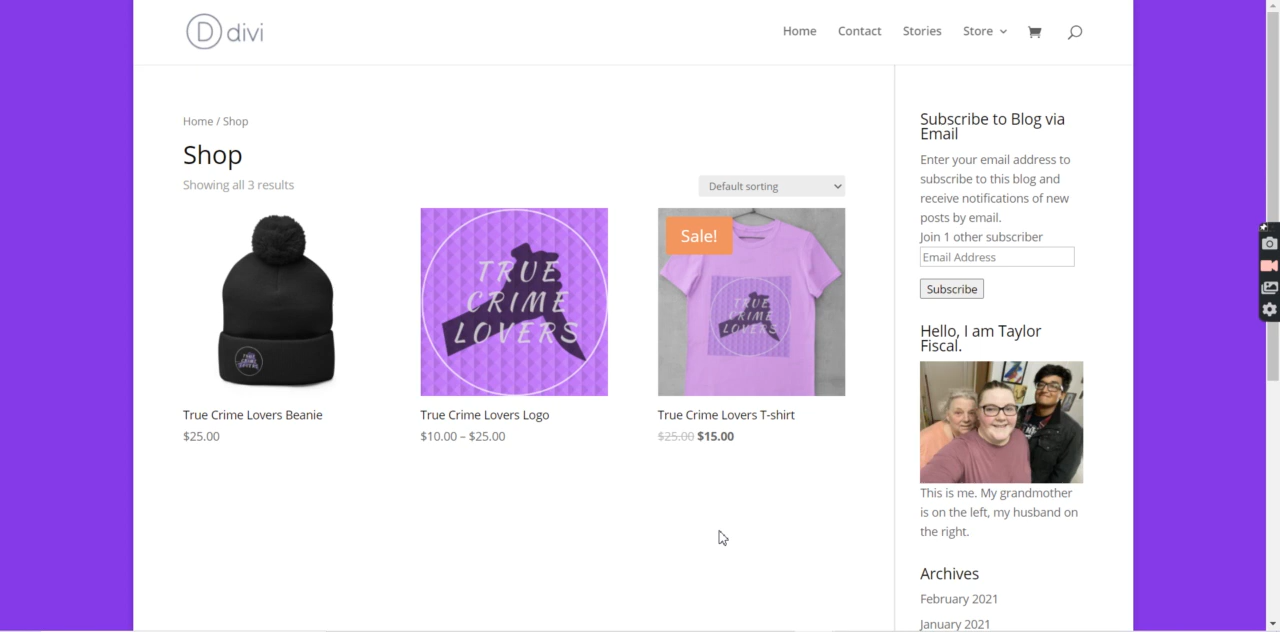 D divi
Home
Contact
Stories
Store
Home / Shop
Shop
Showing all 3 results
Default sorting
TRUE
CRIME
LOVERS
TRUE
CRIME
LOVERS
Sale!
TRUE
CRIME
LOVERS
True Crime Lovers Beanie
$25.00
True Crime Lovers Logo
$10.00 – $25.00
True Crime Lovers T-shirt
$25.00 $15.00
Subscribe to Blog via
Email
Enter your email address to
subscribe to this blog and
receive notifications of new
posts by email.
Join 1 other subscriber
Email Address
Subscribe
Hello, I am Taylor
Fiscal.
This is me. My grandmother
is on the left, my husband on
the right.
Archives
February 2021
January 2021